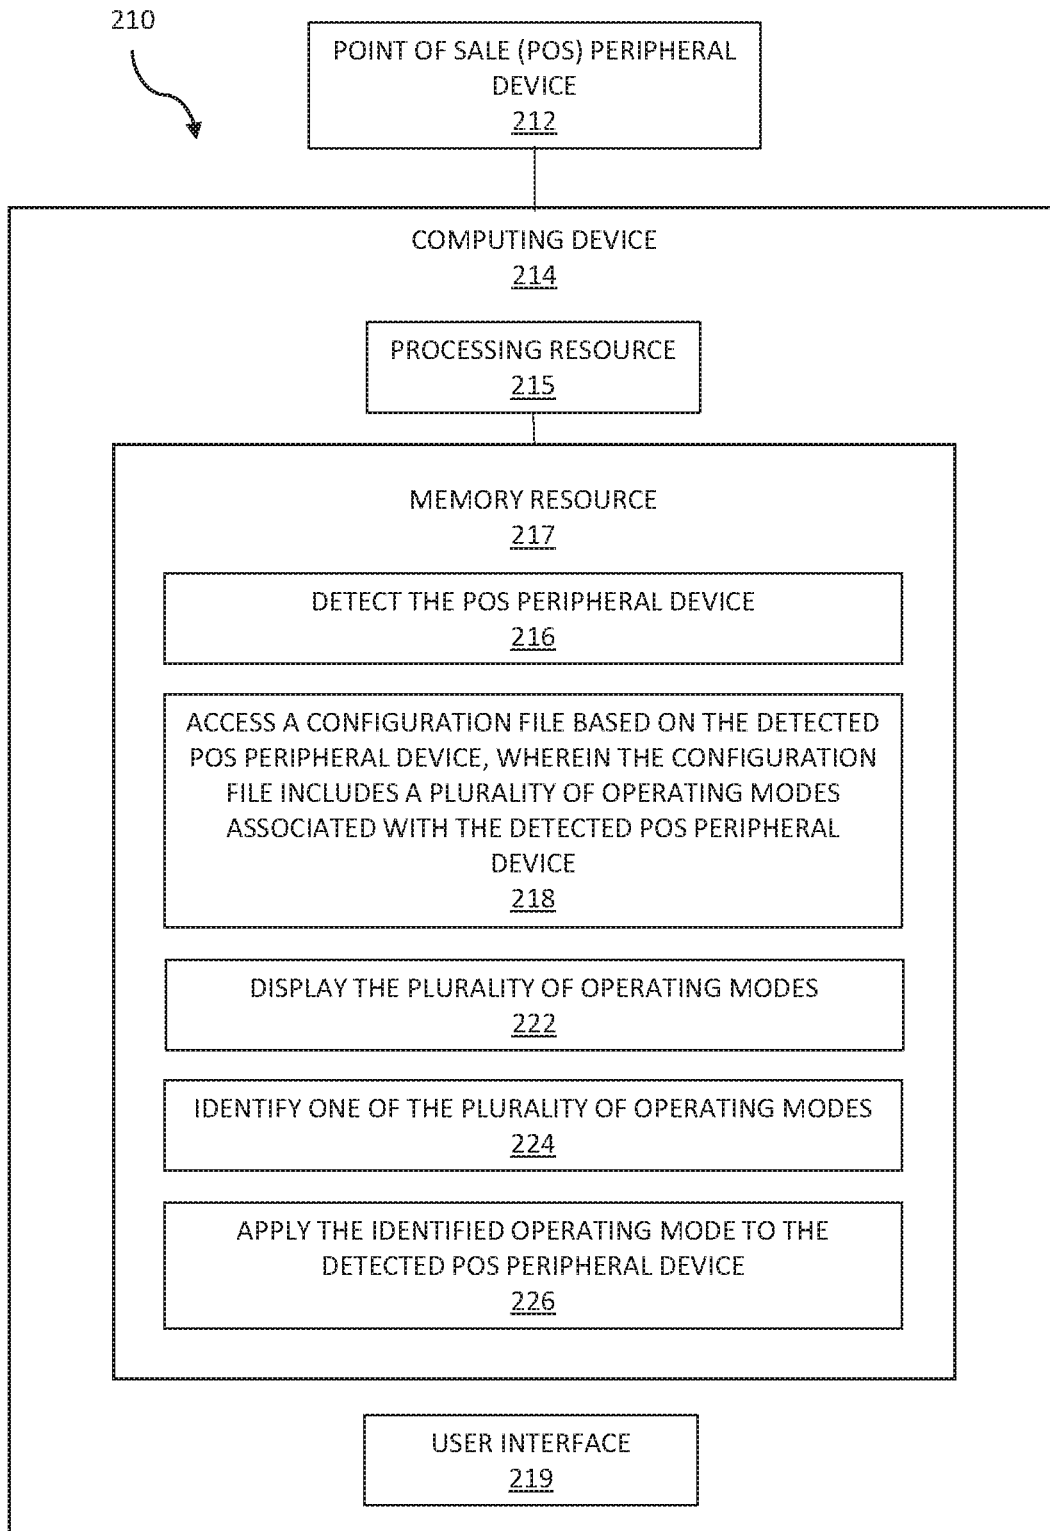 210
POINT OF SALE (POS) PERIPHERAL
DEVICE
212
COMPUTING DEVICE
214
PROCESSING RESOURCE
215
MEMORY RESOURCE
217
DETECT THE POS PERIPHERAL DEVICE
216
ACCESS A CONFIGURATION FILE BASED ON THE DETECTED
POS PERIPHERAL DEVICE, WHEREIN THE CONFIGURATION
FILE INCLUDES A PLURALITY OF OPERATING MODES
ASSOCIATED WITH THE DETECTED POS PERIPHERAL
DEVICE
218
DISPLAY THE PLURALITY OF OPERATING MODES
222
IDENTIFY ONE OF THE PLURALITY OF OPERATING MODES
224
APPLY THE IDENTIFIED OPERATING MODE TO THE
DETECTED POS PERIPHERAL DEVICE
226
USER INTERFACE
219